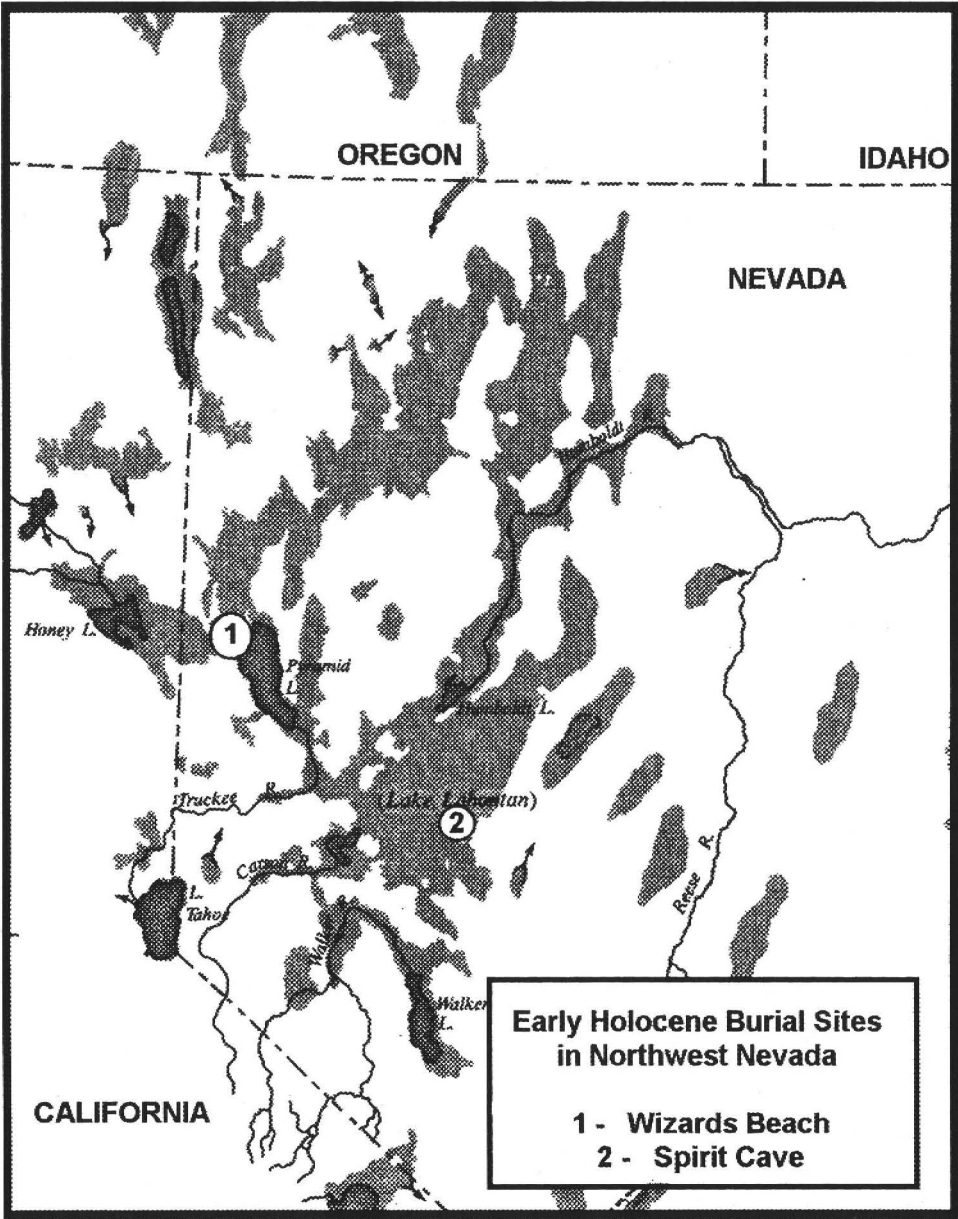 OREGON
IDAHO
NEVADA
Humboldt R.
Honey L.
1
Pyramid
L.
Humboldt L.
Truckee R.
(Lake Lahontan)
2
Carson R.
L.
Tahoe
Reese R.
Walker R.
Walker
L.
CALIFORNIA
Early Holocene Burial Sites
in Northwest Nevada
1 - Wizards Beach
2 - Spirit Cave